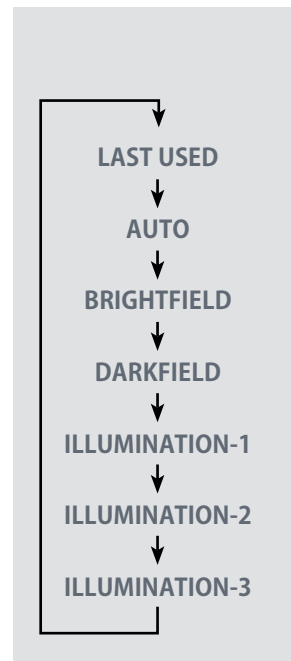 LAST USED
AUTO
BRIGHTFIELD
DARKFIELD
ILLUMINATION-1
ILLUMINATION-2
ILLUMINATION-3